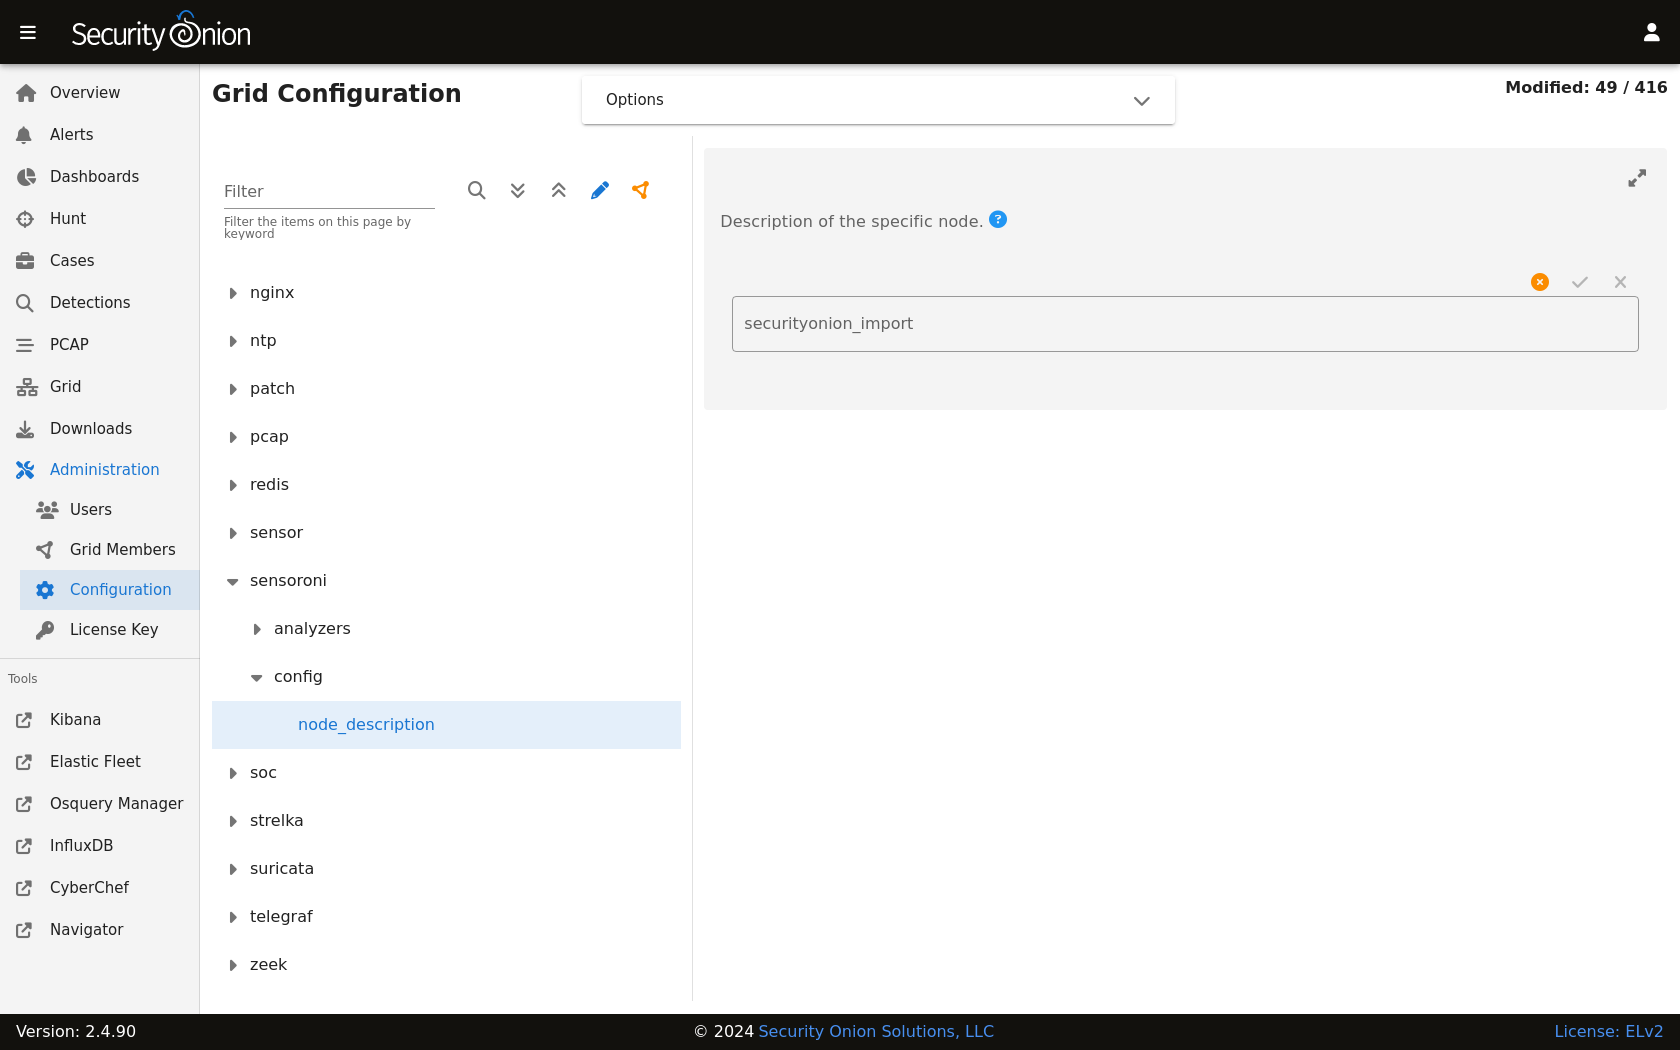 Security Onion
Overview
Alerts
Dashboards
Hunt
Cases
Detections
PCAP
Grid
Downloads
Administration
Users
Grid Members
Configuration
License Key
Tools
Kibana
Elastic Fleet
Osquery Manager
InfluxDB
CyberChef
Navigator
Grid Configuration
Options
Modified: 49 / 416
Filter
Filter the items on this page by
keyword
nginx
ntp
patch
pcap
redis
sensor
sensoroni
analyzers
config
node_description
soc
strelka
suricata
telegraf
zeek
Description of the specific node. ?
securityonion_import
Version: 2.4.90
© 2024 Security Onion Solutions, LLC
License: ELv2